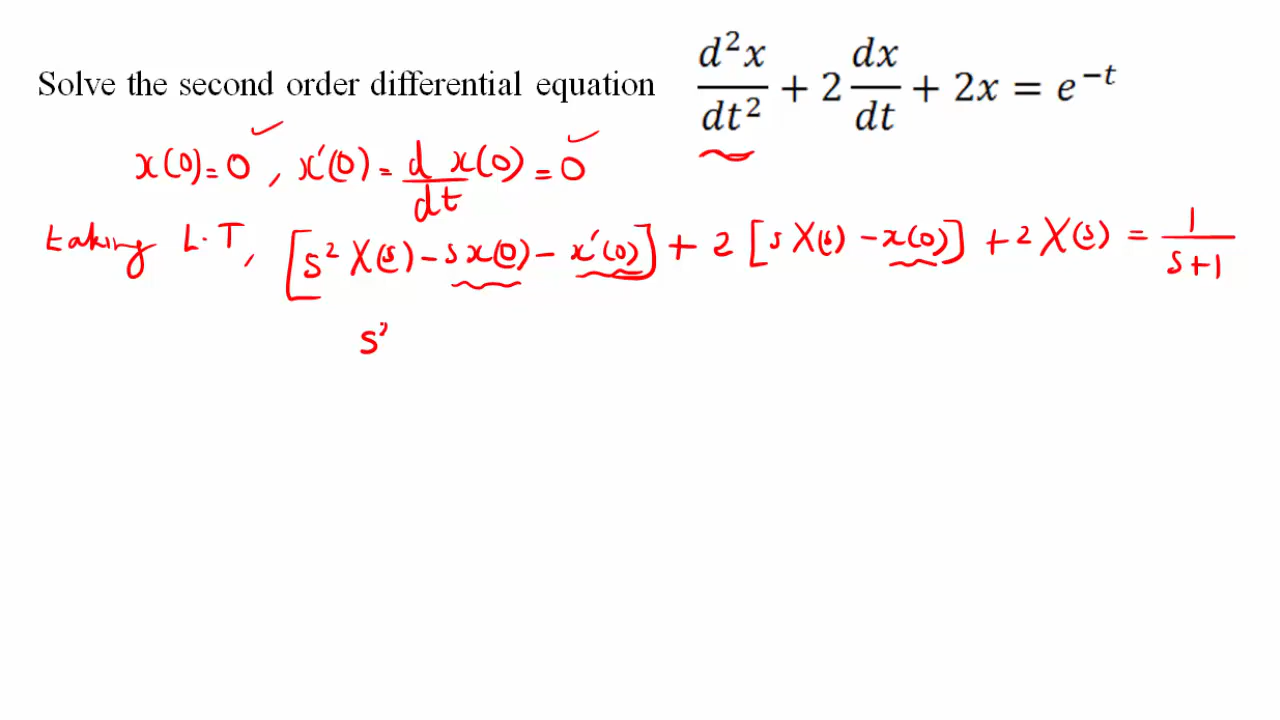 Solve the second order differential equation d²x/dt² + 2 dx/dt + 2x = e⁻ᵗ
x(0) = 0 , x'(0) = d/dt x(0) = 0
taking L.T, [s² X(s) - sx(0) - x'(0)] + 2 [s X(s) - x(0)] + 2 X(s) = 1/(s+1)
s²